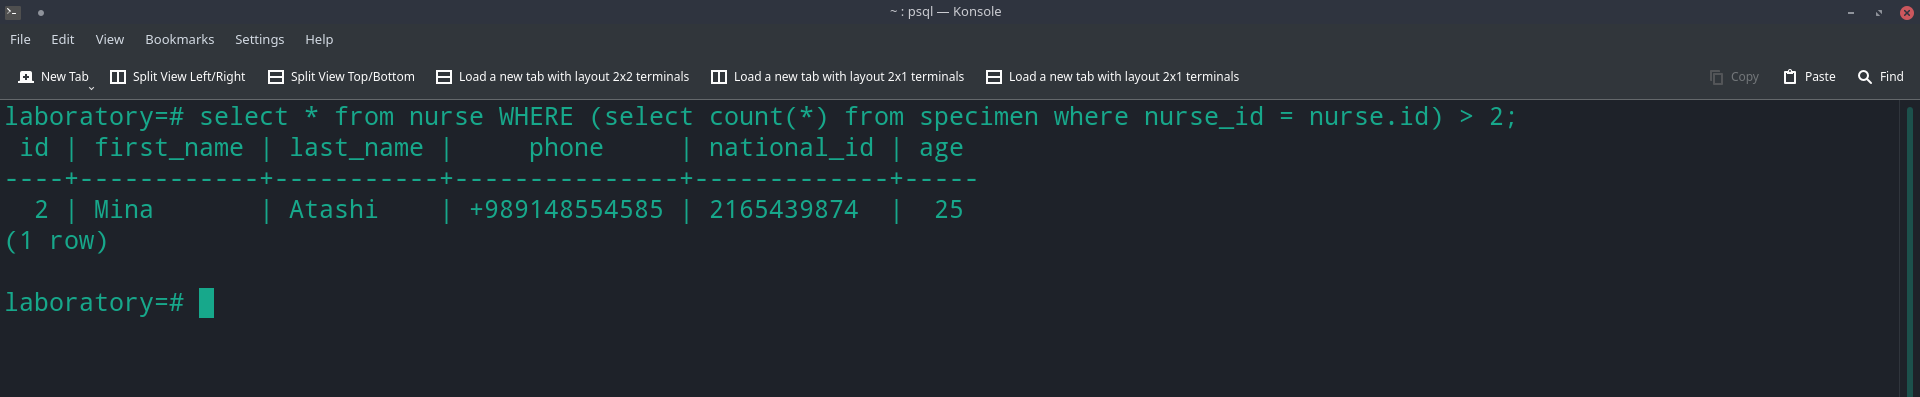 ~ : psql — Konsole
File Edit View Bookmarks Settings Help
New Tab Split View Left/Right Split View Top/Bottom Load a new tab with layout 2x2 terminals Load a new tab with layout 2x1 terminals Load a new tab with layout 2x1 terminals Copy Paste Find
laboratory=# select * from nurse WHERE (select count(*) from specimen where nurse_id = nurse.id) > 2;
 id | first_name | last_name |     phone     | national_id | age
----+------------+-----------+---------------+-------------+-----
  2 | Mina       | Atashi    | +989148554585 | 2165439874  |  25
(1 row)
laboratory=#